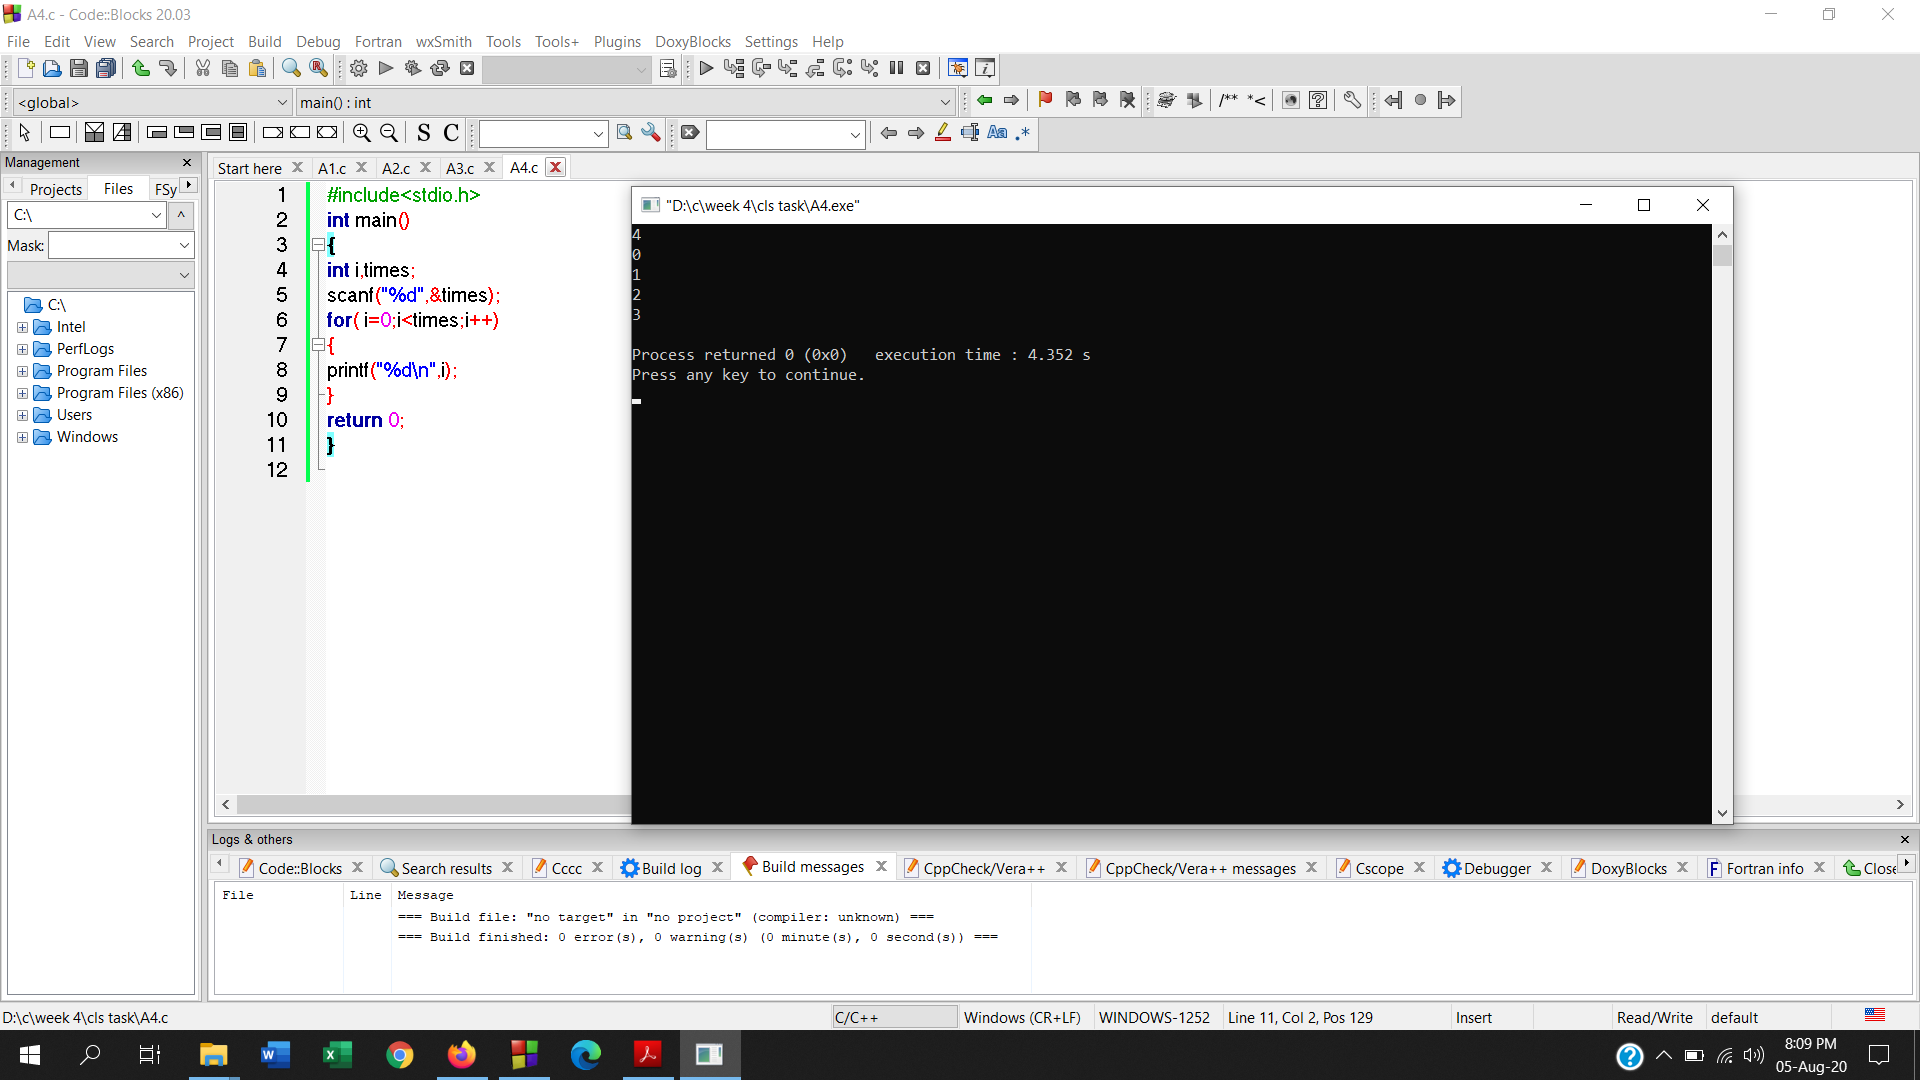 A4.c - Code::Blocks 20.03
File Edit View Search Project Build Debug Fortran wxSmith Tools Tools+ Plugins DoxyBlocks Settings Help
<global> main() : int
/** *<
S C Aa .*
Management
Projects Files FSy
C:\
Mask:
C:\
Intel
PerfLogs
Program Files
Program Files (x86)
Users
Windows
Start here A1.c A2.c A3.c A4.c
1 #include<stdio.h>
2 int main()
3 {
4 int i,times;
5 scanf("%d",&times);
6 for( i=0;i<times;i++)
7 {
8 printf("%d\n",i);
9 }
10 return 0;
11 }
12
"D:\c\week 4\cls task\A4.exe"
4
0
1
2
3
Process returned 0 (0x0)   execution time : 4.352 s
Press any key to continue.
Logs & others
Code::Blocks Search results Cccc Build log Build messages CppCheck/Vera++ CppCheck/Vera++ messages Cscope Debugger DoxyBlocks Fortran info Close
File Line Message
=== Build file: "no target" in "no project" (compiler: unknown) ===
=== Build finished: 0 error(s), 0 warning(s) (0 minute(s), 0 second(s)) ===
D:\c\week 4\cls task\A4.c C/C++ Windows (CR+LF) WINDOWS-1252 Line 11, Col 2, Pos 129 Insert Read/Write default
8:09 PM
05-Aug-20